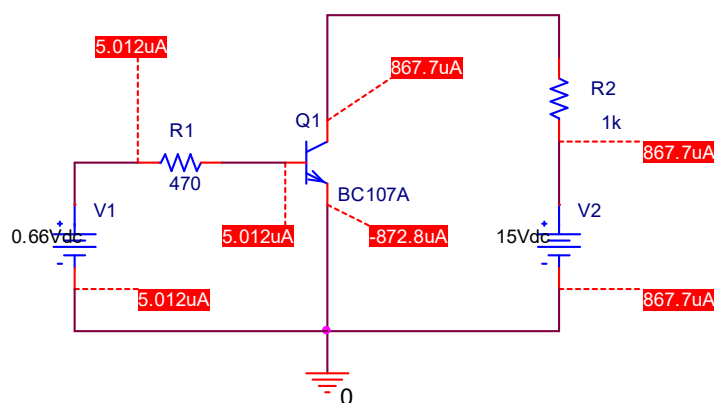 5.012uA
867.7uA
R1
Q1
R2
1k
867.7uA
470
BC107A
V1
5.012uA
-872.8uA
V2
0.66Vdc
15Vdc
5.012uA
867.7uA
0